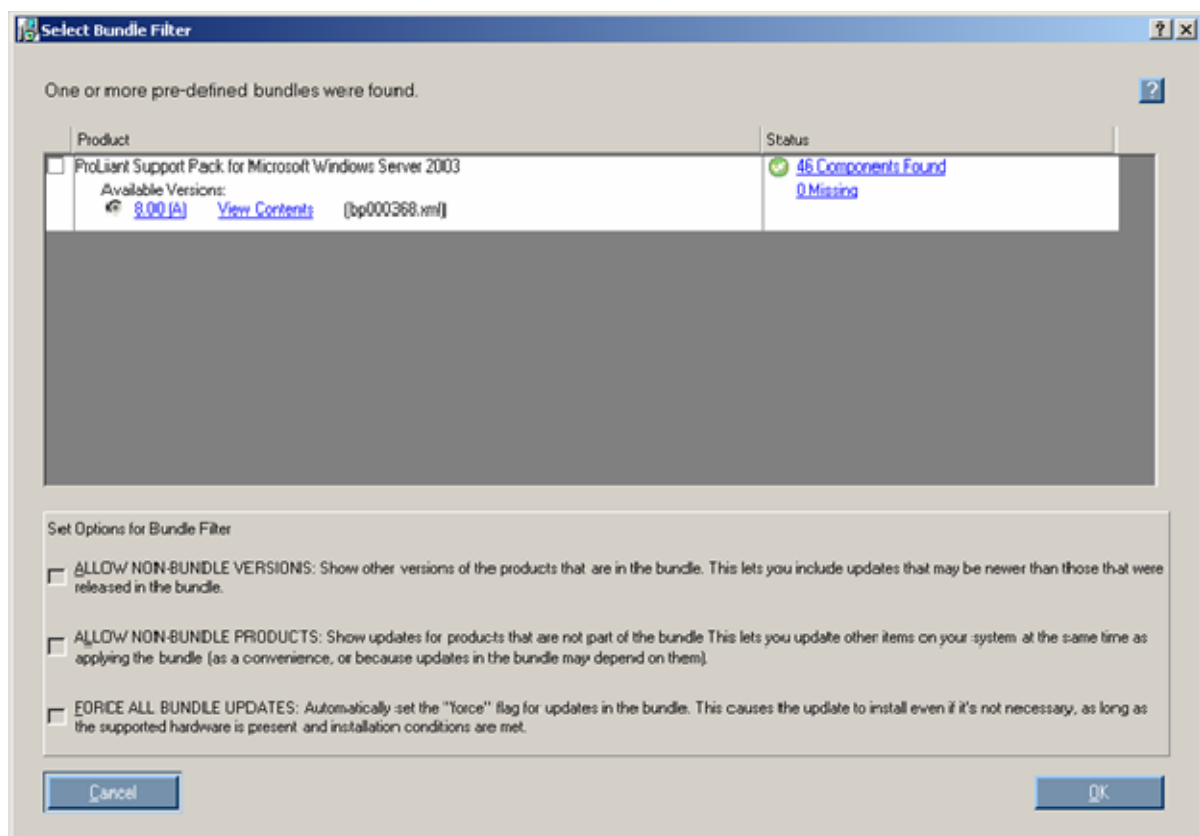 Select Bundle Filter
One or more pre-defined bundles were found.
Product Status
ProLiant Support Pack for Microsoft Windows Server 2003 46 Components Found
Available Versions: 0 Missing
8.00 (A) View Contents (bp000368.xml)
Set Options for Bundle Filter
ALLOW NON-BUNDLE VERSIONS: Show other versions of the products that are in the bundle. This lets you include updates that may be newer than those that were
released in the bundle.
ALLOW NON-BUNDLE PRODUCTS: Show updates for products that are not part of the bundle This lets you update other items on your system at the same time as
applying the bundle (as a convenience, or because updates in the bundle may depend on them).
FORCE ALL BUNDLE UPDATES: Automatically set the "force" flag for updates in the bundle. This causes the update to install even if it's not necessary, as long as
the supported hardware is present and installation conditions are met.
Cancel OK